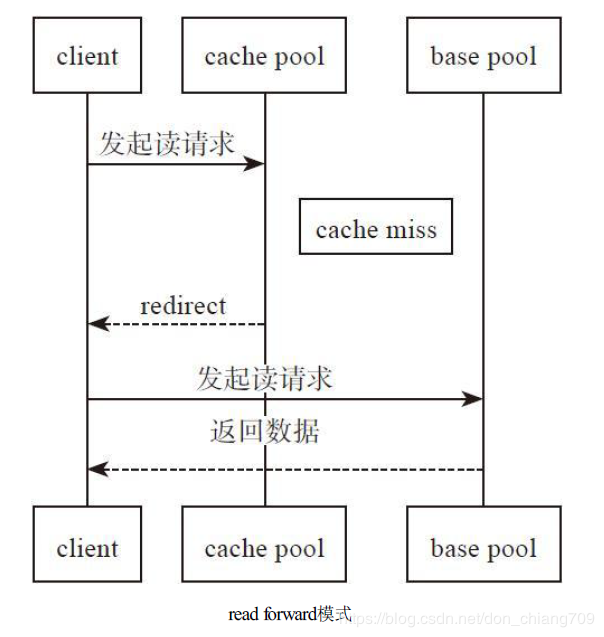 client
cache pool
base pool
发起读请求
cache miss
redirect
发起读请求
返回数据
client
cache pool
base pool
read forward模式
https://blog.csdn.net/don_chiang709